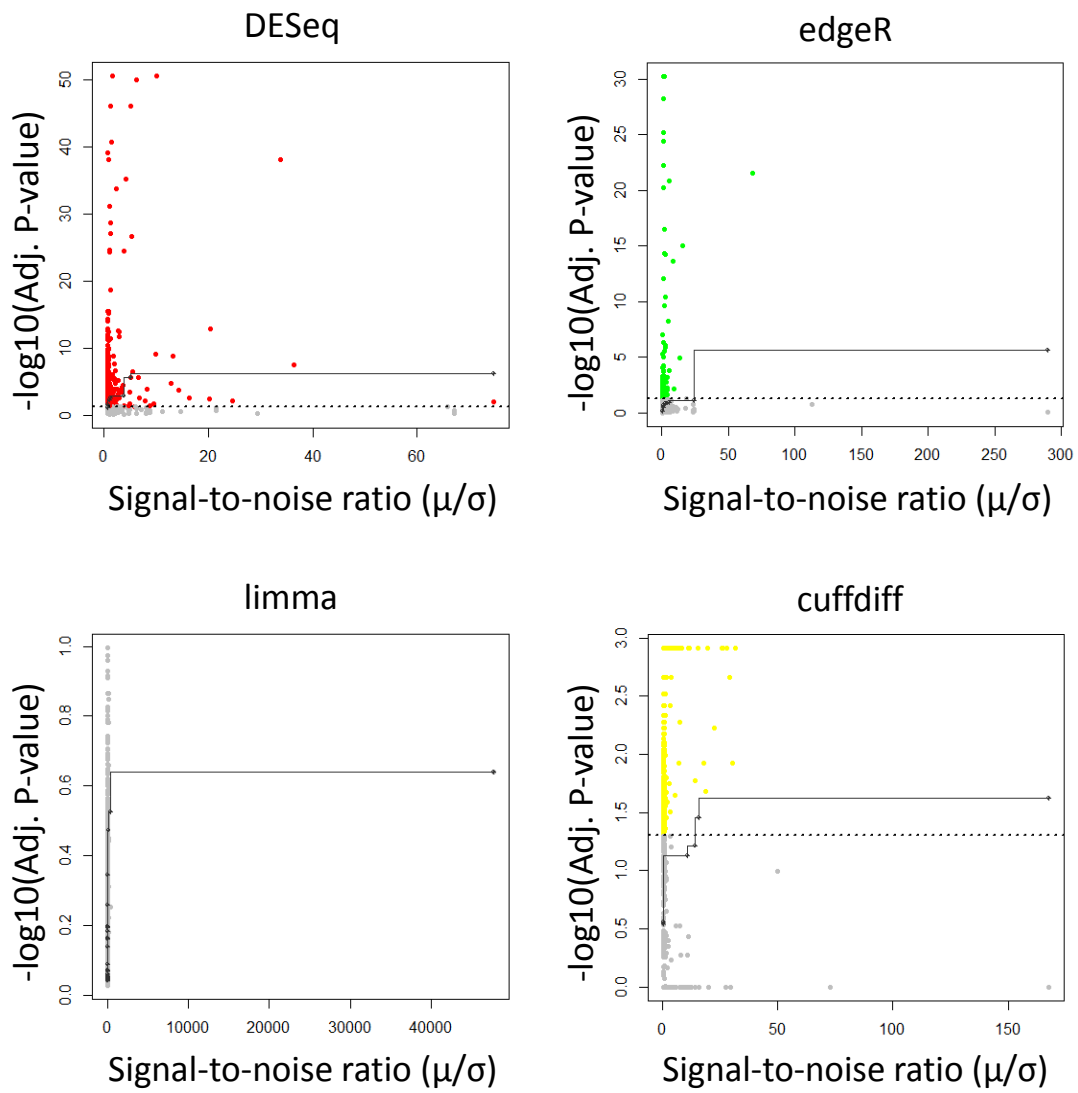 DESeq
-log10(Adj. P-value)
50
40
30
20
10
0
0 20 40 60
Signal-to-noise ratio (μ/σ)
edgeR
-log10(Adj. P-value)
30
25
20
15
10
5
0
0 50 100 150 200 250 300
Signal-to-noise ratio (μ/σ)
limma
-log10(Adj. P-value)
1.0
0.8
0.6
0.4
0.2
0.0
0 10000 20000 30000 40000
Signal-to-noise ratio (μ/σ)
cuffdiff
-log10(Adj. P-value)
3.0
2.5
2.0
1.5
1.0
0.5
0.0
0 50 100 150
Signal-to-noise ratio (μ/σ)